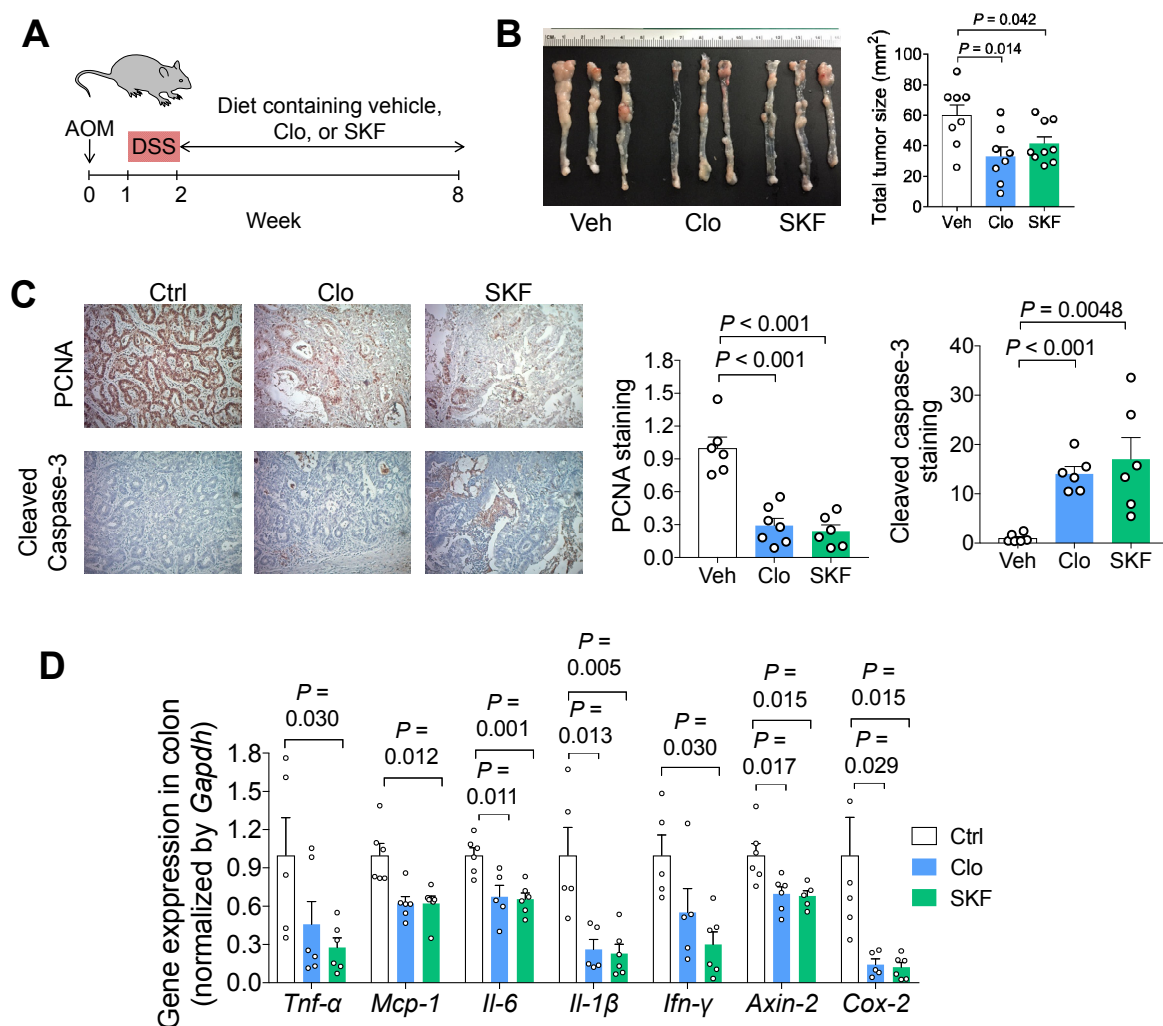 A
AOM
DSS
Diet containing vehicle,
Clo, or SKF
0
1
2
8
Week
B
Veh
Clo
SKF
P = 0.042
P = 0.014
Total tumor size (mm²)
100
80
60
40
20
0
Veh
Clo
SKF
C
Ctrl
Clo
SKF
PCNA
Cleaved
Caspase-3
P < 0.001
P < 0.001
PCNA staining
1.8
1.5
1.2
0.9
0.6
0.3
0.0
Veh
Clo
SKF
P = 0.0048
P < 0.001
Cleaved caspase-3
staining
40
30
20
10
0
Veh
Clo
SKF
D
Gene exppression in colon
(normalized by Gapdh)
1.8
1.5
1.2
0.9
0.6
0.3
0.0
P =
0.030
P =
0.012
P =
0.001
P =
0.011
P =
0.005
P =
0.013
P =
0.030
P =
0.015
P =
0.017
P =
0.015
P =
0.029
Tnf-α
Mcp-1
Il-6
Il-1β
Ifn-γ
Axin-2
Cox-2
Ctrl
Clo
SKF